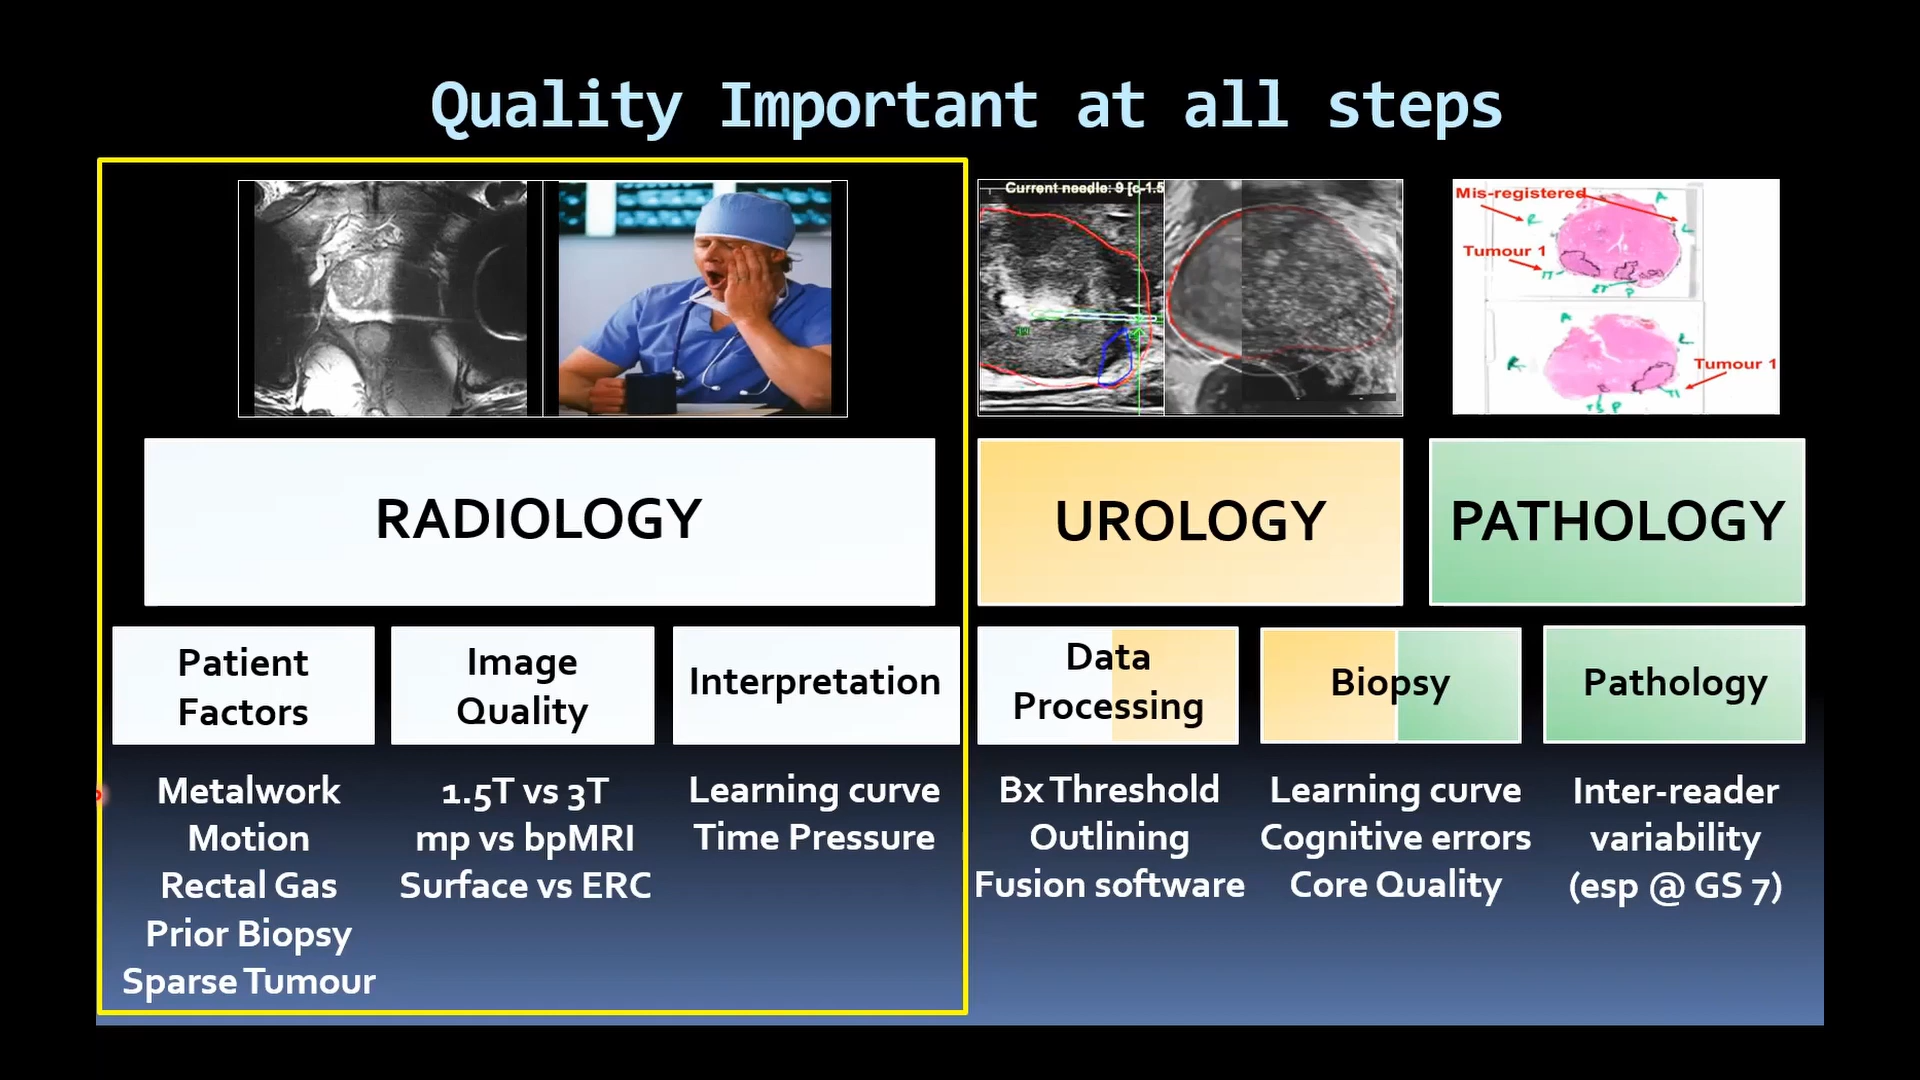 Quality Important at all steps
Current needle: 9 [c-1.5
Mis-registered
Tumour 1
Tumour 1
RADIOLOGY
UROLOGY
PATHOLOGY
Patient
Factors
Image
Quality
Interpretation
Data
Processing
Biopsy
Pathology
Metalwork
Motion
Rectal Gas
Prior Biopsy
Sparse Tumour
1.5T vs 3T
mp vs bpMRI
Surface vs ERC
Learning curve
Time Pressure
Bx Threshold
Outlining
Fusion software
Learning curve
Cognitive errors
Core Quality
Inter-reader
variability
(esp @ GS 7)